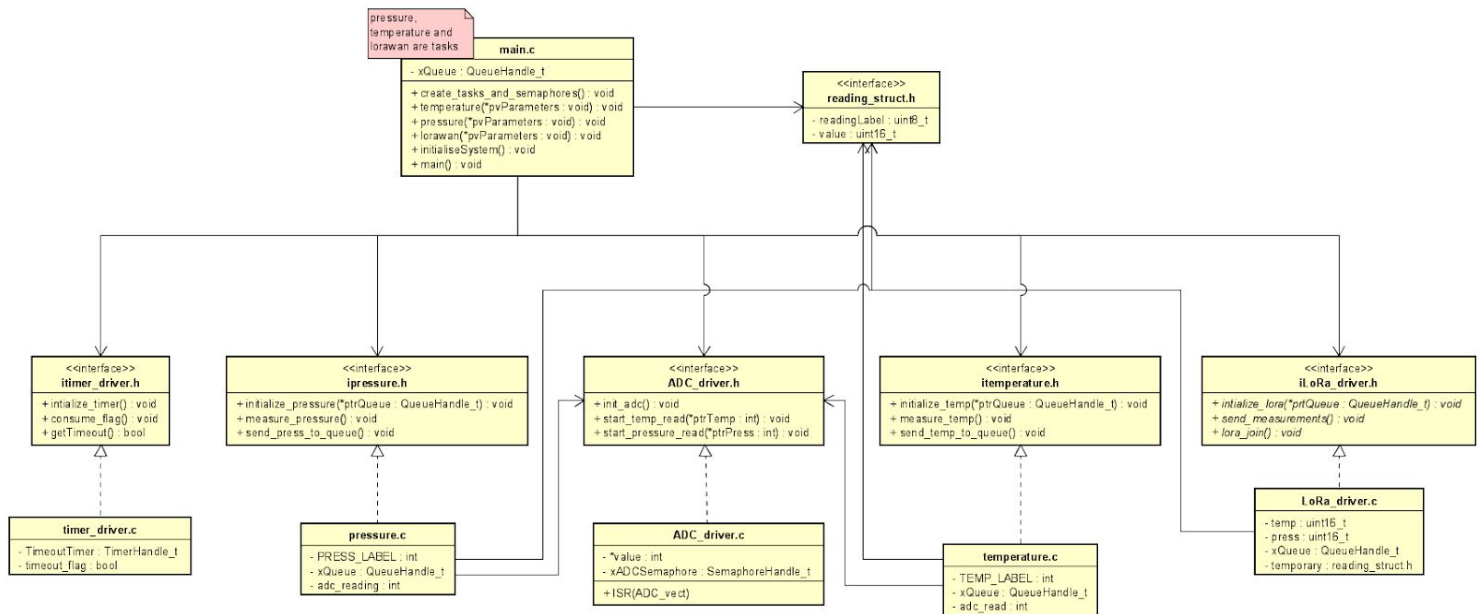 pressure,
temperature and
lorawan are tasks
main.c
- xQueue : QueueHandle_t
+ create_tasks_and_semaphores() : void
+ temperature(*pvParameters : void) : void
+ pressure(*pvParameters : void) : void
+ lorawan(*pvParameters : void) : void
+ initialiseSystem() : void
+ main() : void
<<interface>>
reading_struct.h
- readingLabel : uint8_t
- value : uint16_t
<<interface>>
itimer_driver.h
+ intialize_timer() : void
+ consume_flag() : void
+ getTimeout() : bool
<<interface>>
ipressure.h
+ initialize_pressure(*ptrQueue : QueueHandle_t) : void
+ measure_pressure() : void
+ send_press_to_queue() : void
<<interface>>
ADC_driver.h
+ init_adc() : void
+ start_temp_read(*ptrTemp : int) : void
+ start_pressure_read(*ptrPress : int) : void
<<interface>>
itemperature.h
+ initialize_temp(*ptrQueue : QueueHandle_t) : void
+ measure_temp() : void
+ send_temp_to_queue() : void
<<interface>>
iLoRa_driver.h
+ intialize_lora(*prtQueue : QueueHandle_t) : void
+ send_measurements() : void
+ lora_join() : void
timer_driver.c
- TimeoutTimer : TimerHandle_t
- timeout_flag : bool
pressure.c
- PRESS_LABEL : int
- xQueue : QueueHandle_t
- adc_reading : int
ADC_driver.c
- *value : int
- xADCSemaphore : SemaphoreHandle_t
+ ISR(ADC_vect)
temperature.c
- TEMP_LABEL : int
- xQueue : QueueHandle_t
- adc_read : int
LoRa_driver.c
- temp : uint16_t
- press : uint16_t
- xQueue : QueueHandle_t
- temporary : reading_struct.h